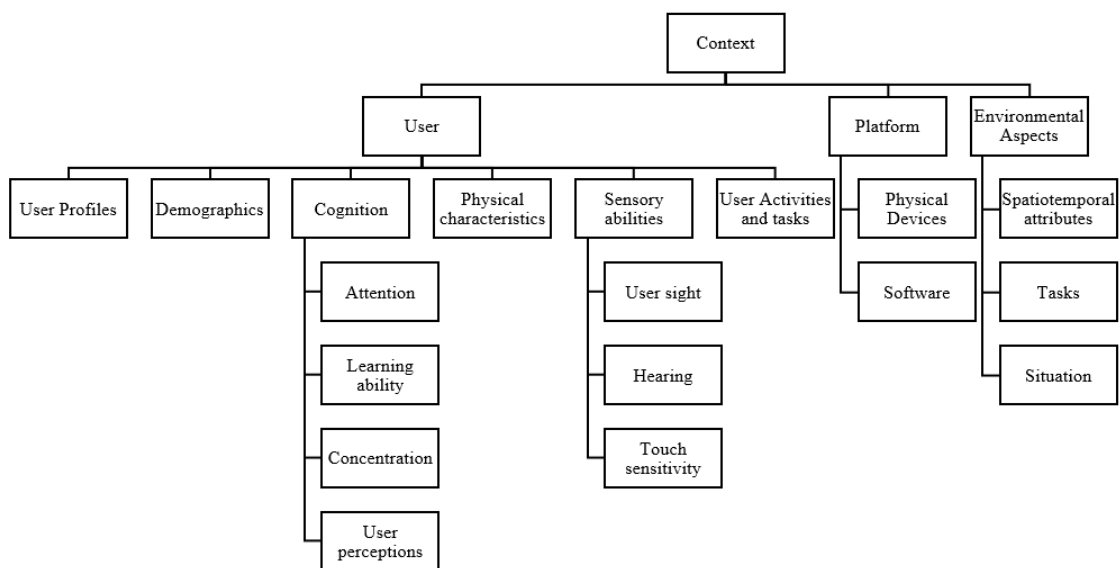 Context
User
Platform
Environmental
Aspects
User Profiles
Demographics
Cognition
Physical
characteristics
Sensory
abilities
User Activities
and tasks
Physical
Devices
Spatiotemporal
attributes
Attention
User sight
Software
Tasks
Learning
ability
Hearing
Situation
Concentration
Touch
sensitivity
User
perceptions